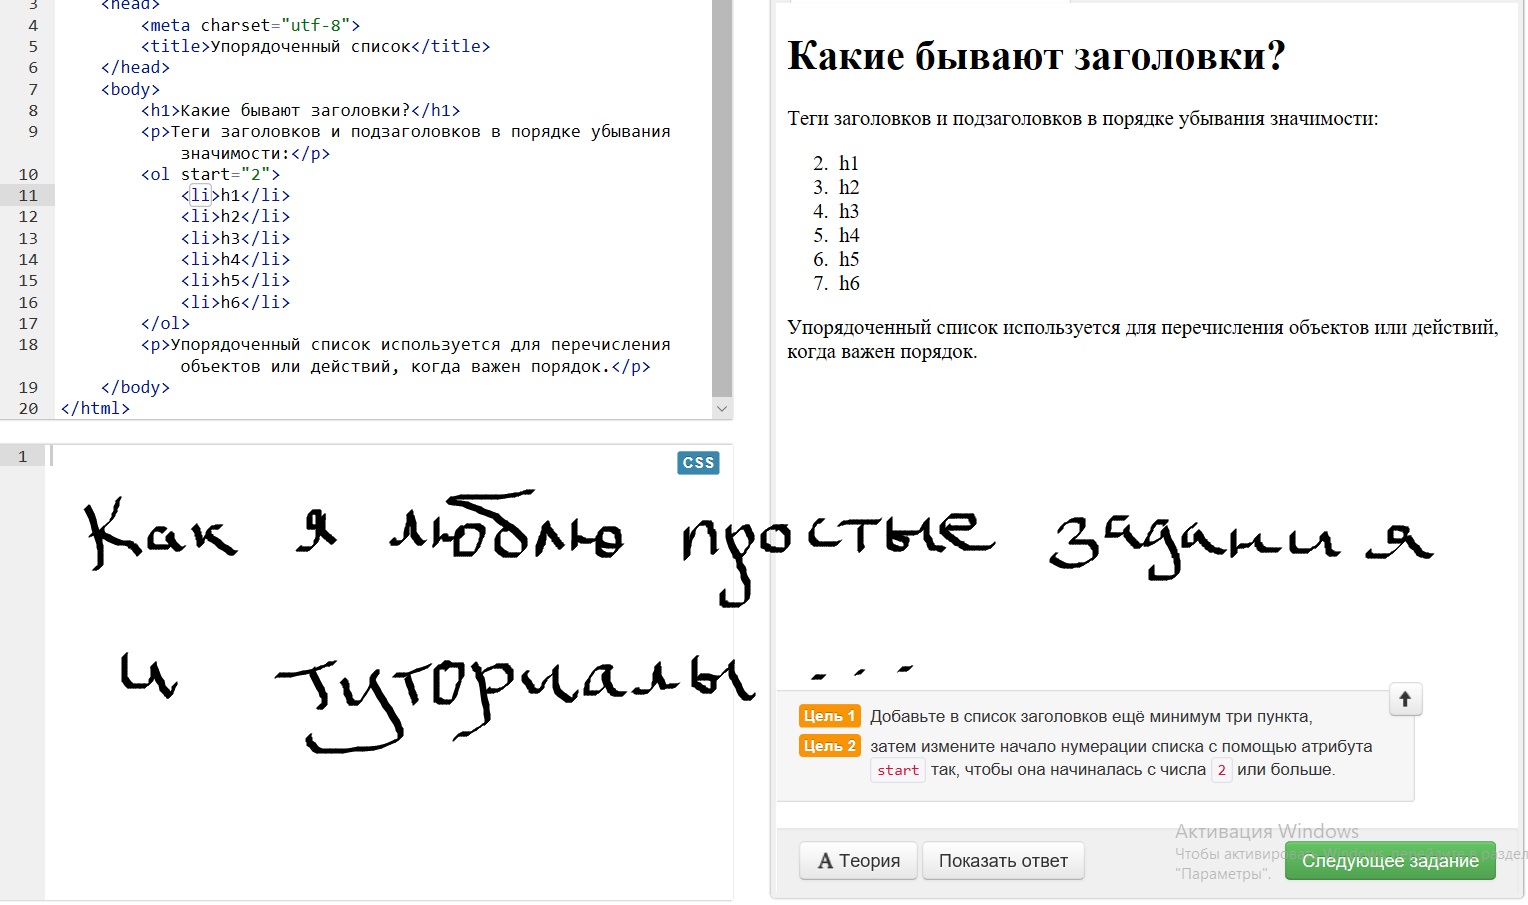 3 <head>
4 <meta charset="utf-8">
5 <title>Упорядоченный список</title>
6 </head>
7 <body>
8 <h1>Какие бывают заголовки?</h1>
9 <p>Теги заголовков и подзаголовков в порядке убывания
значимости:</p>
10 <ol start="2">
11 <li>h1</li>
12 <li>h2</li>
13 <li>h3</li>
14 <li>h4</li>
15 <li>h5</li>
16 <li>h6</li>
17 </ol>
18 <p>Упорядоченный список используется для перечисления
объектов или действий, когда важен порядок.</p>
19 </body>
20 </html>
1
CSS
Какие бывают заголовки?
Теги заголовков и подзаголовков в порядке убывания значимости:
2. h1
3. h2
4. h3
5. h4
6. h5
7. h6
Упорядоченный список используется для перечисления объектов или действий,
когда важен порядок.
Как я люблю простые задания
и туториалы...
Цель 1 Добавьте в список заголовков ещё минимум три пункта,
Цель 2 затем измените начало нумерации списка с помощью атрибута
start так, чтобы она начиналась с числа 2 или больше.
Активация Windows
Чтобы активировать Windows, перейдите в раздел
"Параметры".
A Теория
Показать ответ
Следующее задание